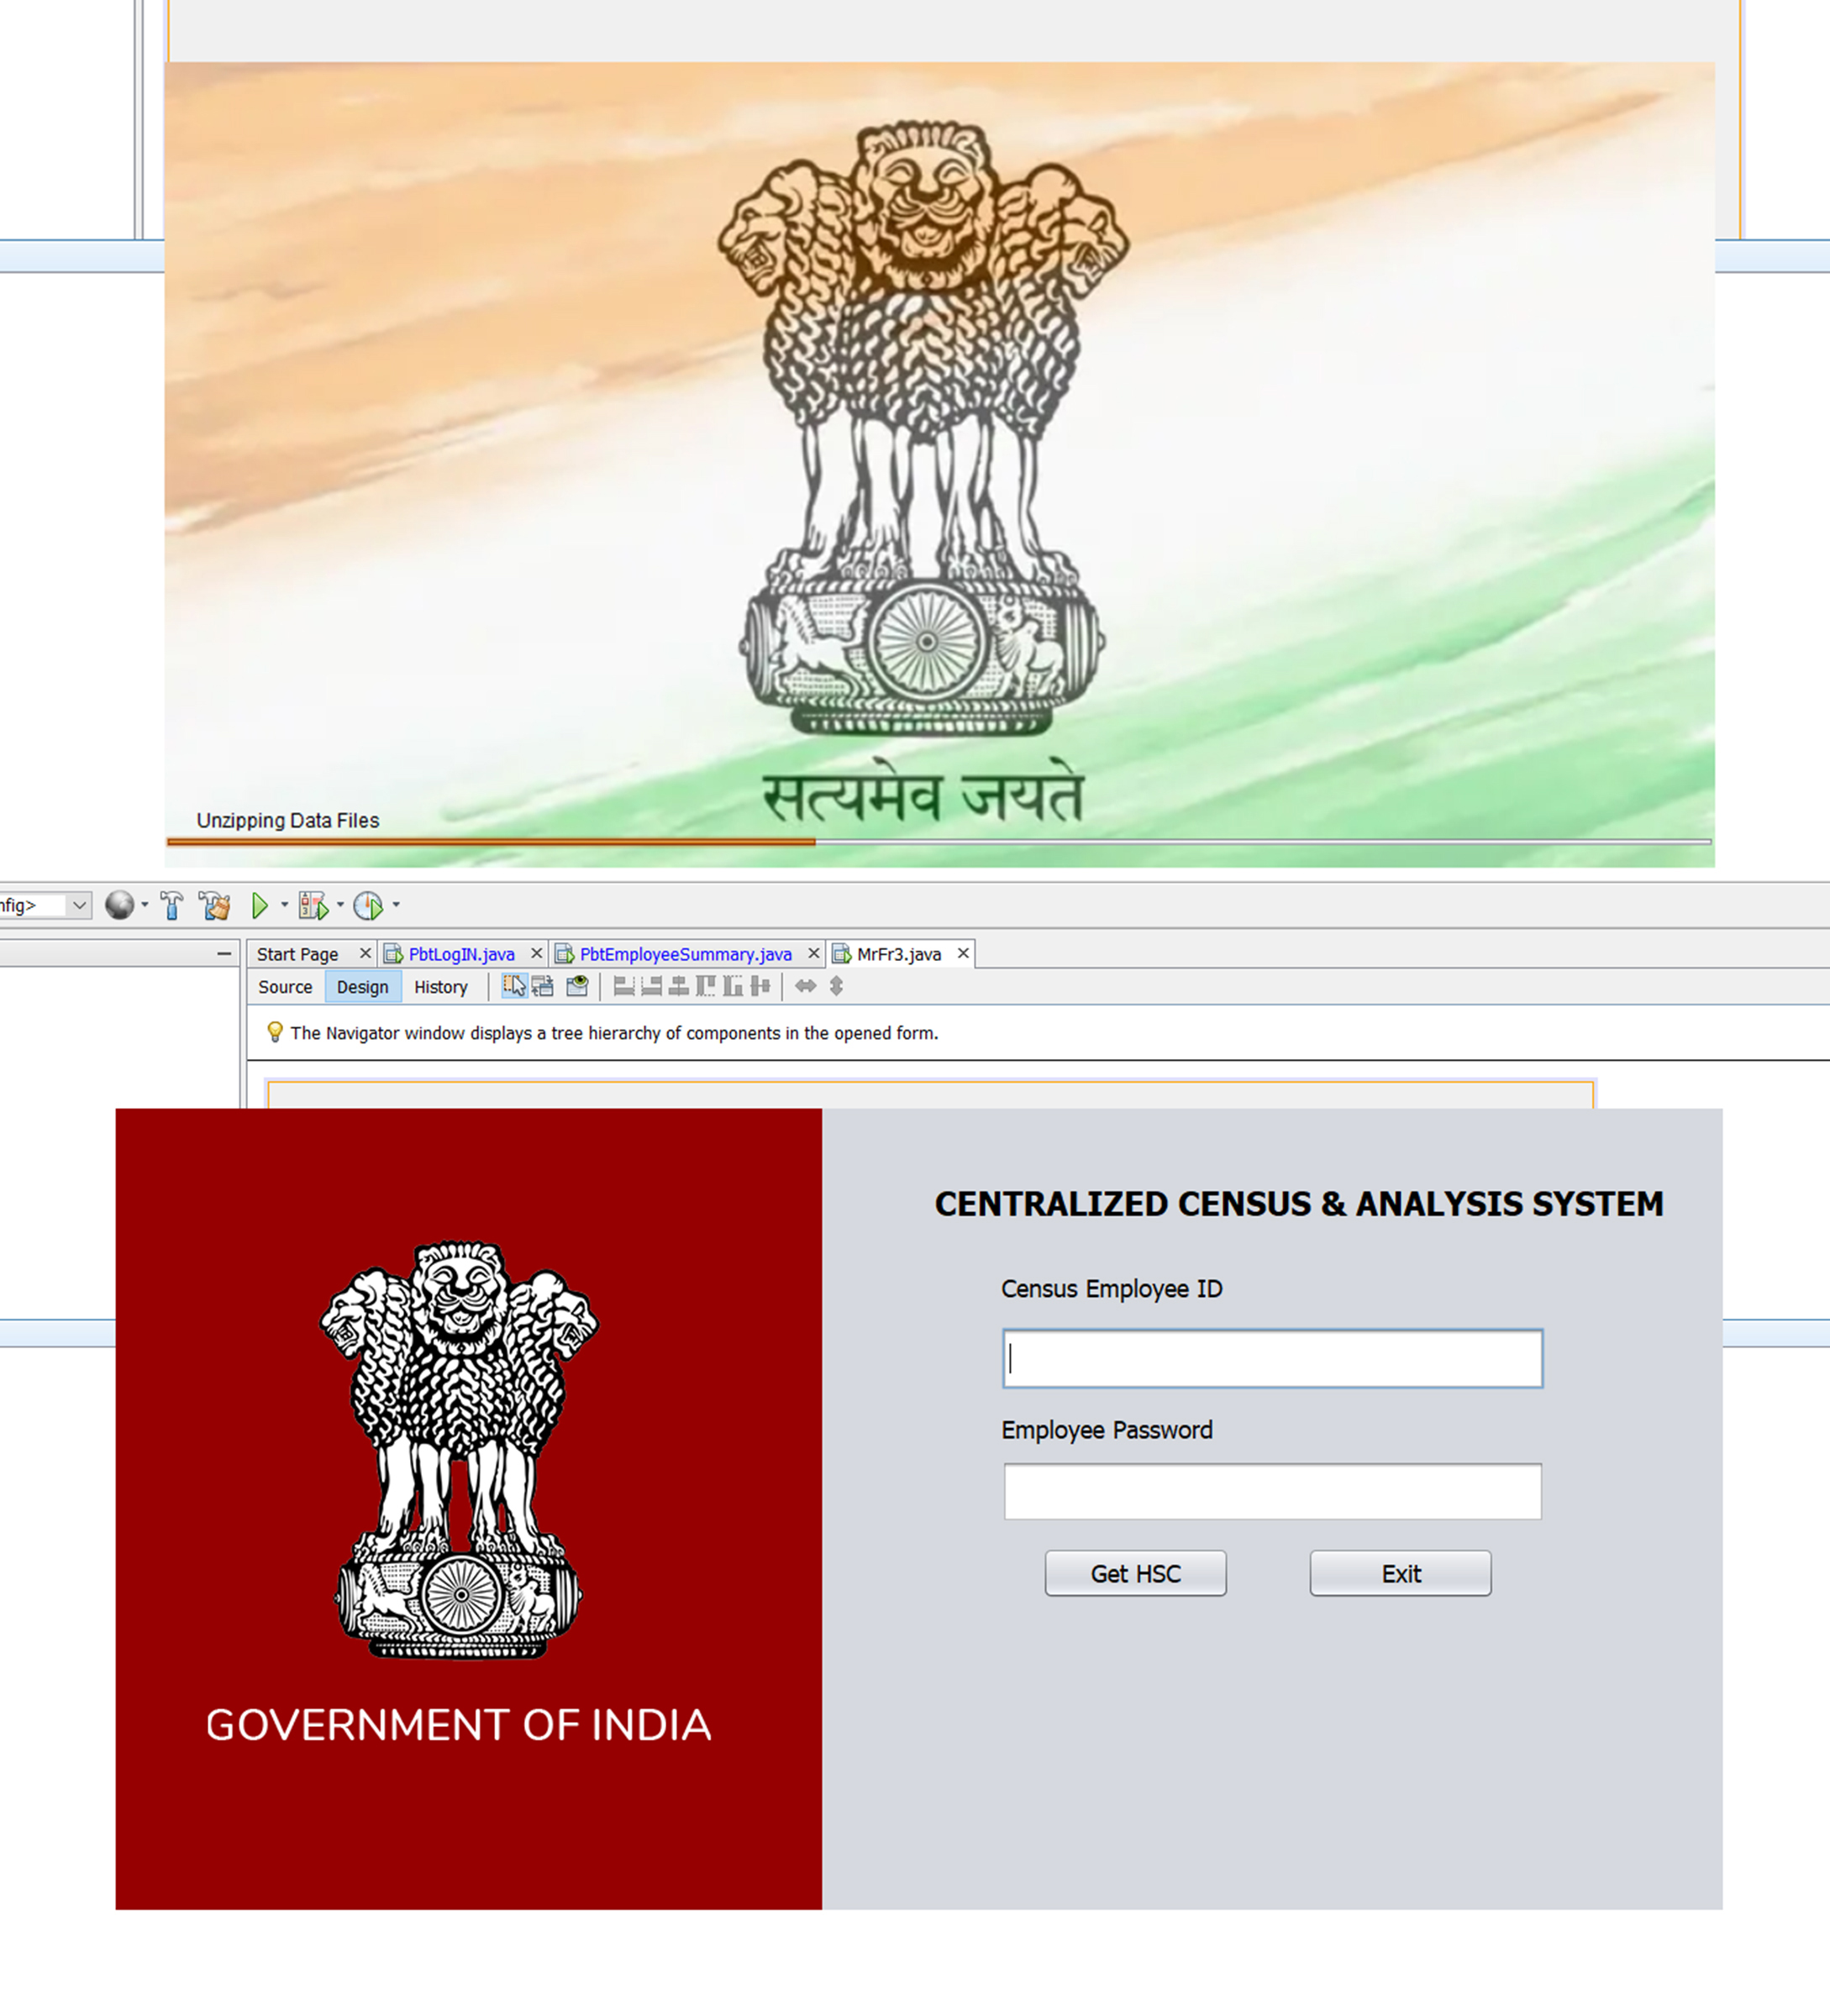 सत्यमेव जयते
Unzipping Data Files
nfig>
Start Page
PbtLogIN.java
PbtEmployeeSummary.java
MrFr3.java
Source Design History
The Navigator window displays a tree hierarchy of components in the opened form.
CENTRALIZED CENSUS & ANALYSIS SYSTEM
Census Employee ID
Employee Password
Get HSC
Exit
GOVERNMENT OF INDIA